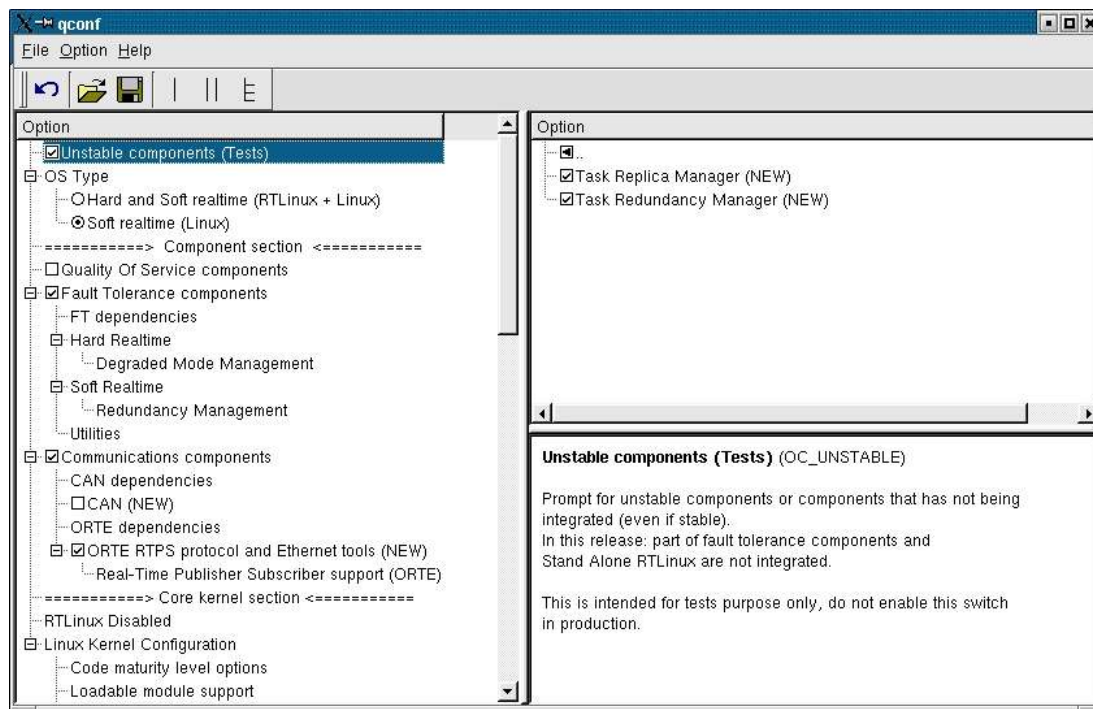 qconf
File Option Help
Option
Unstable components (Tests)
OS Type
Hard and Soft realtime (RTLinux + Linux)
Soft realtime (Linux)
===========> Component section <===========
Quality Of Service components
Fault Tolerance components
FT dependencies
Hard Realtime
Degraded Mode Management
Soft Realtime
Redundancy Management
Utilities
Communications components
CAN dependencies
CAN (NEW)
ORTE dependencies
ORTE RTPS protocol and Ethernet tools (NEW)
Real-Time Publisher Subscriber support (ORTE)
===========> Core kernel section <===========
RTLinux Disabled
Linux Kernel Configuration
Code maturity level options
Loadable module support
Option
..
Task Replica Manager (NEW)
Task Redundancy Manager (NEW)
Unstable components (Tests) (OC_UNSTABLE)
Prompt for unstable components or components that has not being
integrated (even if stable).
In this release: part of fault tolerance components and
Stand Alone RTLinux are not integrated.
This is intended for tests purpose only, do not enable this switch
in production.